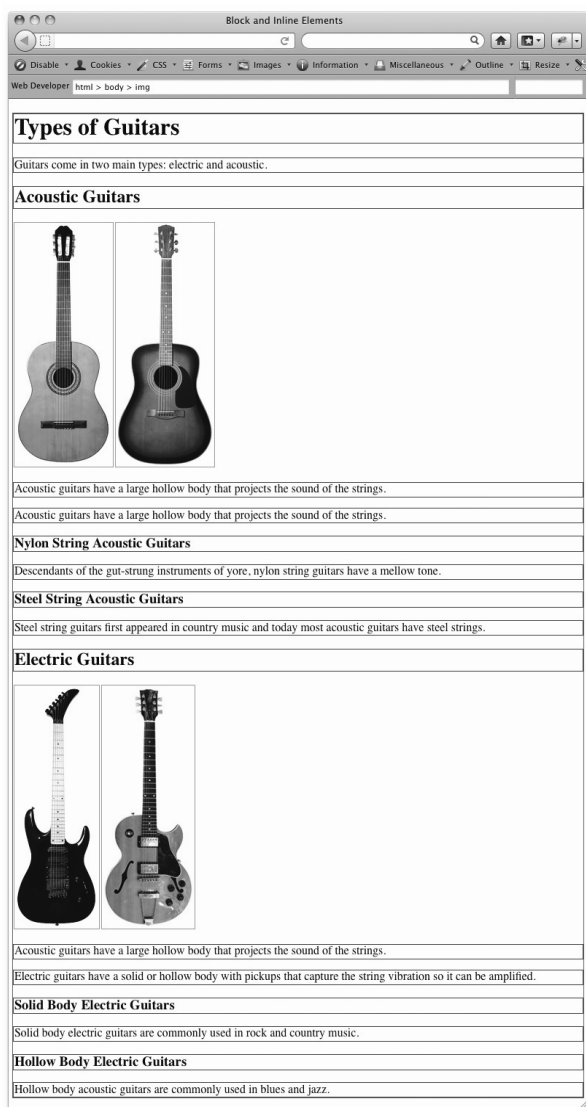 Block and Inline Elements
Disable Cookies CSS Forms Images Information Miscellaneous Outline Resize
Web Developer html > body > img
Types of Guitars
Guitars come in two main types: electric and acoustic.
Acoustic Guitars
Acoustic guitars have a large hollow body that projects the sound of the strings.
Acoustic guitars have a large hollow body that projects the sound of the strings.
Nylon String Acoustic Guitars
Descendants of the gut-strung instruments of yore, nylon string guitars have a mellow tone.
Steel String Acoustic Guitars
Steel string guitars first appeared in country music and today most acoustic guitars have steel strings.
Electric Guitars
Acoustic guitars have a large hollow body that projects the sound of the strings.
Electric guitars have a solid or hollow body with pickups that capture the string vibration so it can be amplified.
Solid Body Electric Guitars
Solid body electric guitars are commonly used in rock and country music.
Hollow Body Electric Guitars
Hollow body acoustic guitars are commonly used in blues and jazz.